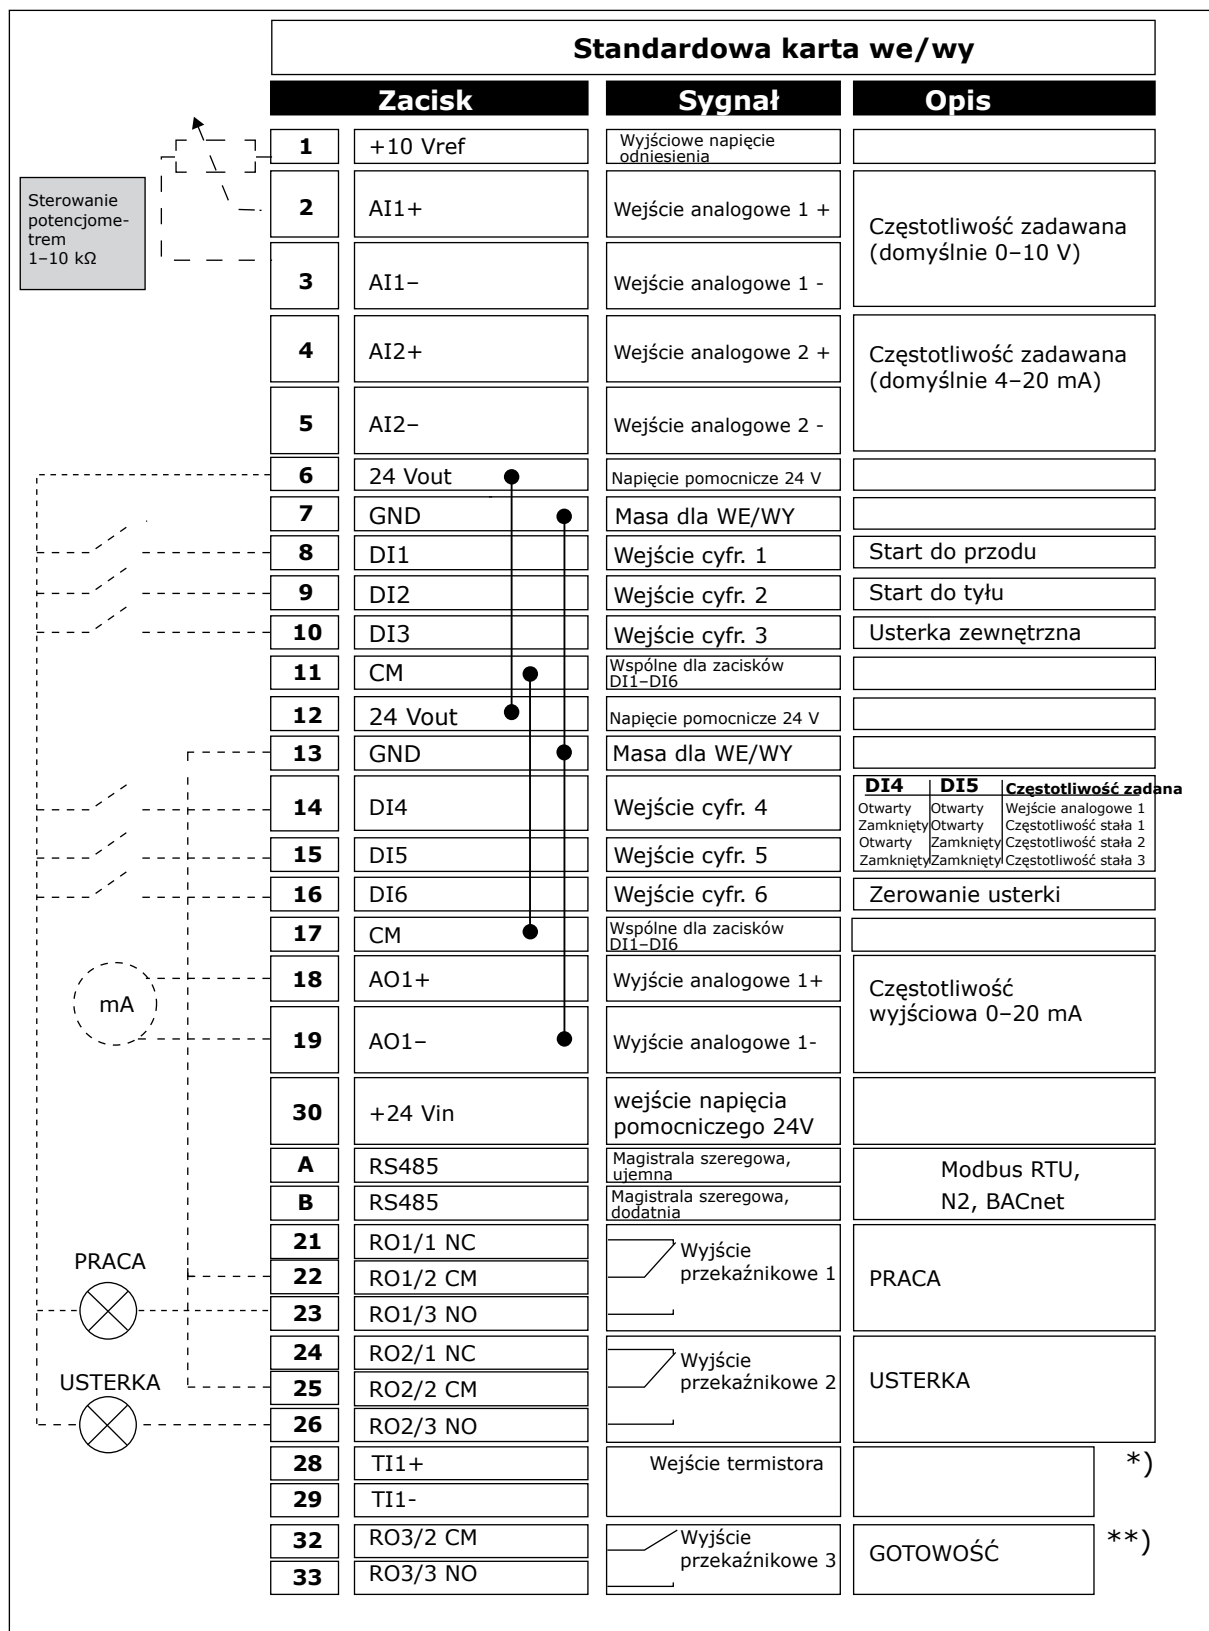 Standardowa karta we/wy
Zacisk Sygnał Opis
1 +10 Vref Wyjściowe napięcie
odniesienia
Sterowanie
potencjome-
trem
1–10 kΩ
2 AI1+ Wejście analogowe 1 +
Częstotliwość zadawana
(domyślnie 0–10 V)
3 AI1– Wejście analogowe 1 -
4 AI2+ Wejście analogowe 2 +
Częstotliwość zadawana
(domyślnie 4–20 mA)
5 AI2– Wejście analogowe 2 -
6 24 Vout Napięcie pomocnicze 24 V
7 GND Masa dla WE/WY
8 DI1 Wejście cyfr. 1 Start do przodu
9 DI2 Wejście cyfr. 2 Start do tyłu
10 DI3 Wejście cyfr. 3 Usterka zewnętrzna
11 CM Wspólne dla zacisków
DI1–DI6
12 24 Vout Napięcie pomocnicze 24 V
13 GND Masa dla WE/WY
14 DI4 Wejście cyfr. 4
DI4 DI5 Częstotliwość zadana
Otwarty Otwarty Wejście analogowe 1
Zamknięty Otwarty Częstotliwość stała 1
Otwarty Zamknięty Częstotliwość stała 2
Zamknięty Zamknięty Częstotliwość stała 3
15 DI5 Wejście cyfr. 5
16 DI6 Wejście cyfr. 6 Zerowanie usterki
17 CM Wspólne dla zacisków
DI1–DI6
mA
18 AO1+ Wyjście analogowe 1+
Częstotliwość
wyjściowa 0–20 mA
19 AO1– Wyjście analogowe 1-
30 +24 Vin wejście napięcia
pomocniczego 24V
A RS485 Magistrala szeregowa,
ujemna
Modbus RTU,
N2, BACnet
B RS485 Magistrala szeregowa,
dodatnia
21 RO1/1 NC
Wyjście
przekaźnikowe 1
PRACA
22 RO1/2 CM PRACA
23 RO1/3 NO
24 RO2/1 NC
Wyjście
przekaźnikowe 2
USTERKA
25 RO2/2 CM USTERKA
26 RO2/3 NO
28 TI1+ Wejście termistora *)
29 TI1-
32 RO3/2 CM Wyjście
przekaźnikowe 3
GOTOWOŚĆ **)
33 RO3/3 NO